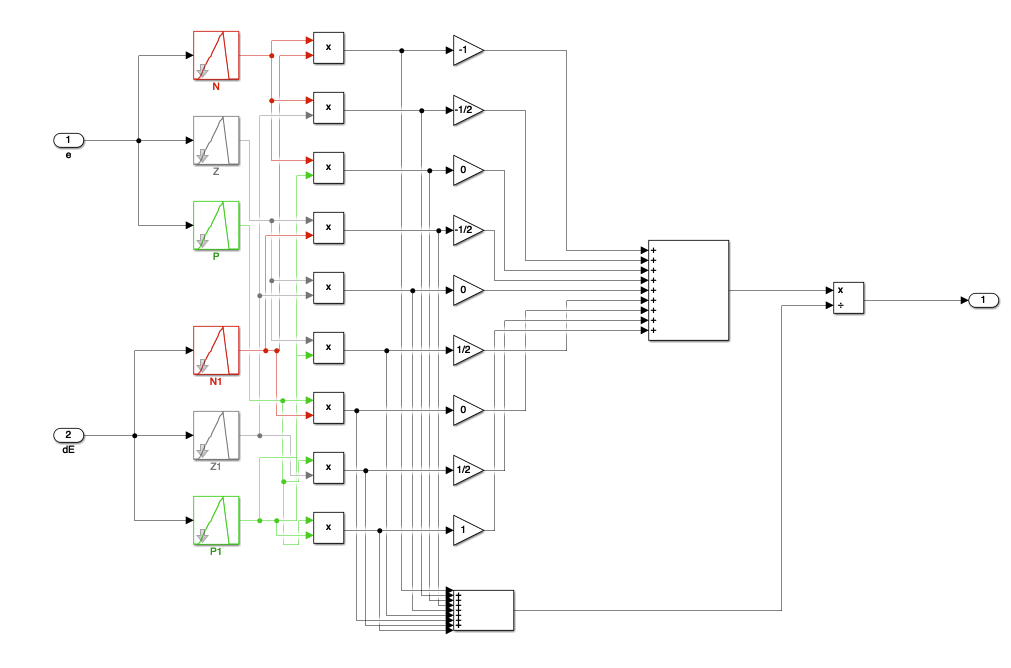 1
e
2
dE
N
Z
P
N1
Z1
P1
x
x
x
x
x
x
x
x
x
-1
-1/2
0
-1/2
0
1/2
0
1/2
1
+
+
+
+
+
+
+
+
+
+
+
+
+
+
x
÷
1